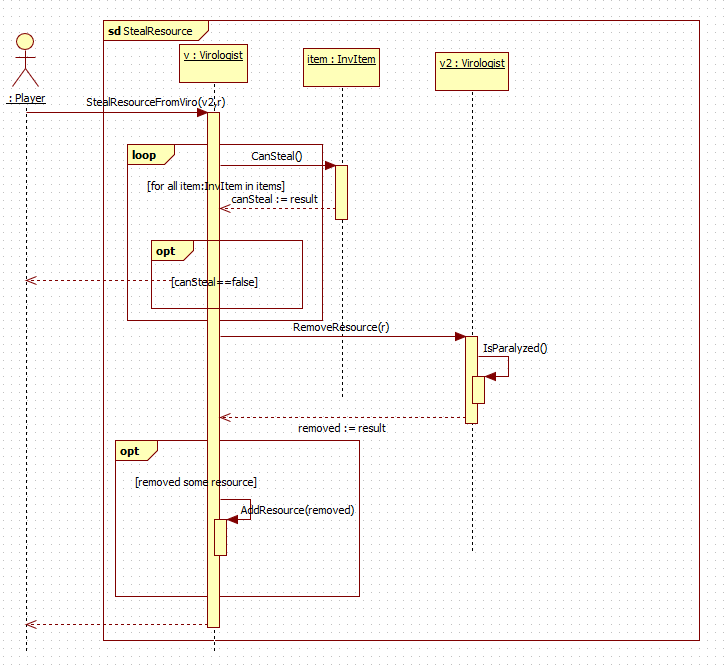 sd StealResource
v : Virologist
item : InvItem
v2 : Virologist
: Player
StealResourceFromViro(v2,r)
loop
CanSteal()
[for all item:InvItem in items]
canSteal := result
opt
[canSteal==false]
RemoveResource(r)
IsParalyzed()
removed := result
opt
[removed some resource]
AddResource(removed)